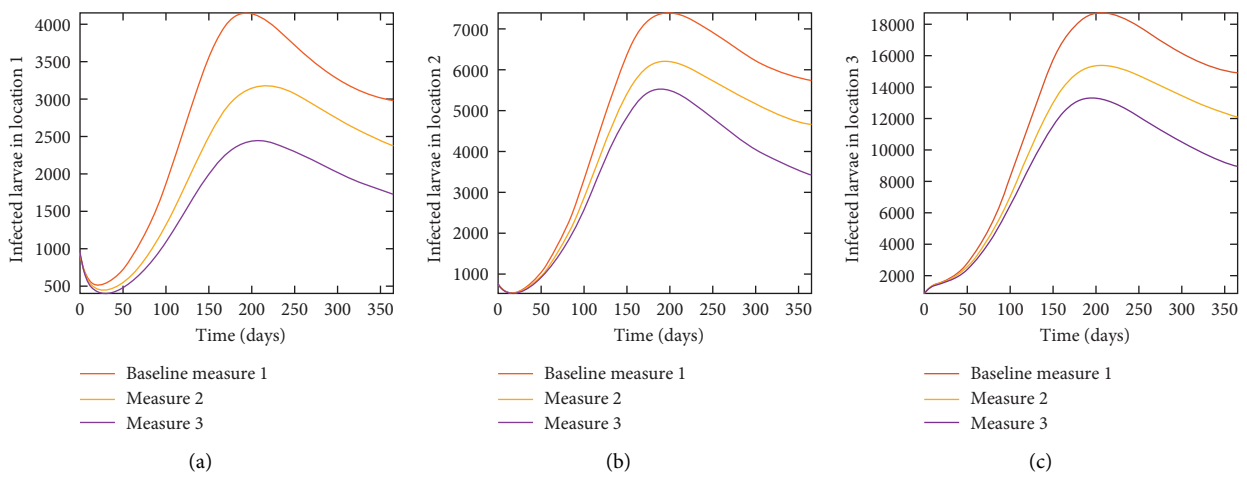 Infected larvae in location 1
4000
3500
3000
2500
2000
1500
1000
500
0 50 100 150 200 250 300 350
Time (days)
Baseline measure 1
Measure 2
Measure 3
(a)
Infected larvae in location 2
7000
6000
5000
4000
3000
2000
1000
0 50 100 150 200 250 300 350
Time (days)
Baseline measure 1
Measure 2
Measure 3
(b)
Infected larvae in location 3
18000
16000
14000
12000
10000
8000
6000
4000
2000
0 50 100 150 200 250 300 350
Time (days)
Baseline measure 1
Measure 2
Measure 3
(c)